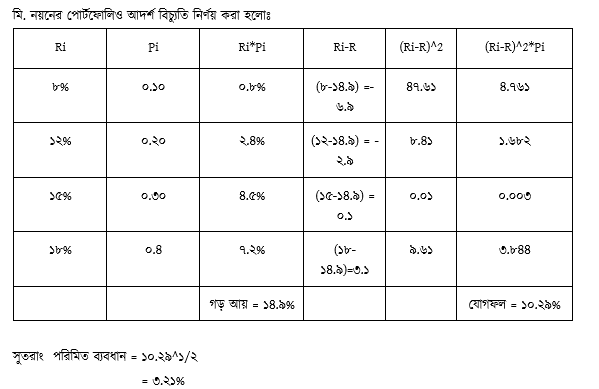 মি. নয়নের পোর্টফোলিও আদর্শ বিচ্যুতি নির্ণয় করা হলোঃ
Ri Pi Ri*Pi Ri-R (Ri-R)^2 (Ri-R)^2*Pi
৮% ০.১০ ০.৮% (৮-১৪.৯) =- ৪৭.৬১ ৪.৭৬১
৬.৯
১২% ০.২০ ২.৪% (১২-১৪.৯) = - ৮.৪১ ১.৬৮২
২.৯
১৫% ০.৩০ ৪.৫% (১৫-১৪.৯) = ০.০১ ০.০০৩
০.১
১৮% ০.৪ ৭.২% (১৮- ৯.৬১ ৩.৮৪৪
১৪.৯)=৩.১
গড় আয় = ১৪.৯% যোগফল = ১০.২৯%
সুতরাং পরিমিত ব্যবধান = ১০.২৯^১/২
= ৩.২১%